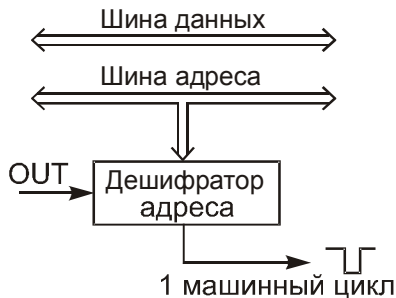 Шина данных
Шина адреса
OUT
Дешифратор
адреса
1 машинный цикл